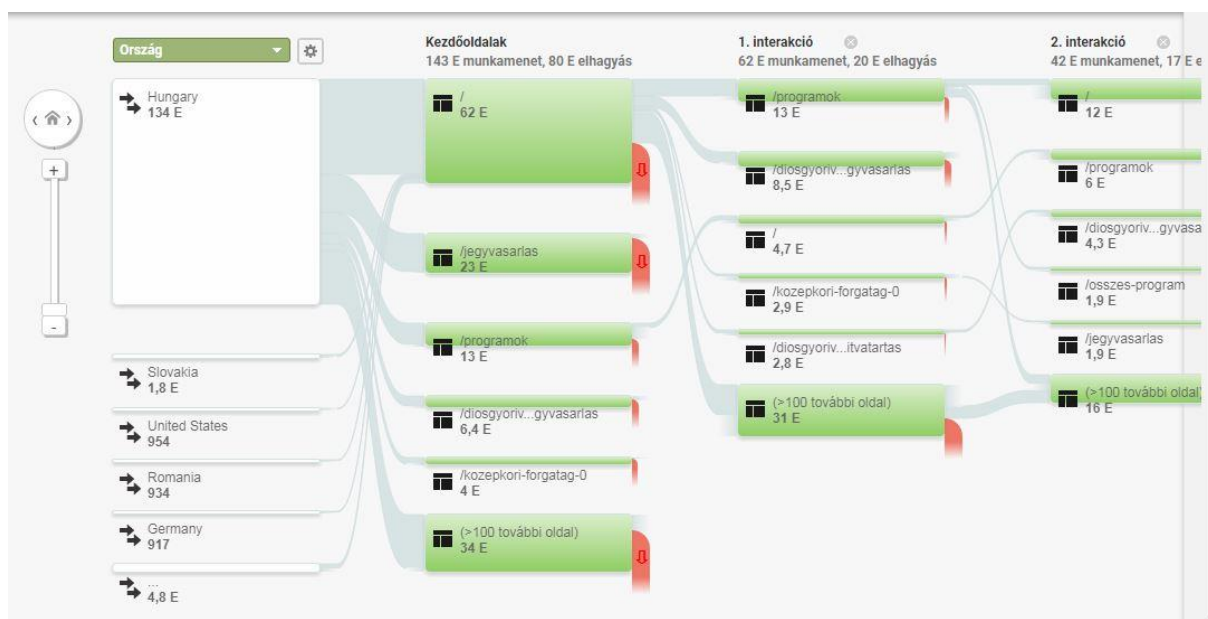 Ország
Hungary
134 E
Slovakia
1,8 E
United States
954
Romania
934
Germany
917
...
4,8 E
Kezdőoldalak
143 E munkamenet, 80 E elhagyás
/
62 E
/jegyvasarlas
23 E
/programok
13 E
/diosgyoriv...gyvasarlas
6,4 E
/kozepkori-forgatag-0
4 E
(>100 további oldal)
34 E
1. interakció
62 E munkamenet, 20 E elhagyás
/programok
13 E
/diosgyoriv...gyvasarlas
8,5 E
/
4,7 E
/kozepkori-forgatag-0
2,9 E
/diosgyoriv...itvatartas
2,8 E
(>100 további oldal)
31 E
2. interakció
42 E munkamenet, 17 E e
/
12 E
/programok
6 E
/diosgyoriv...gyvasa
4,3 E
/osszes-program
1,9 E
/jegyvasarlas
1,9 E
(>100 további oldal)
16 E